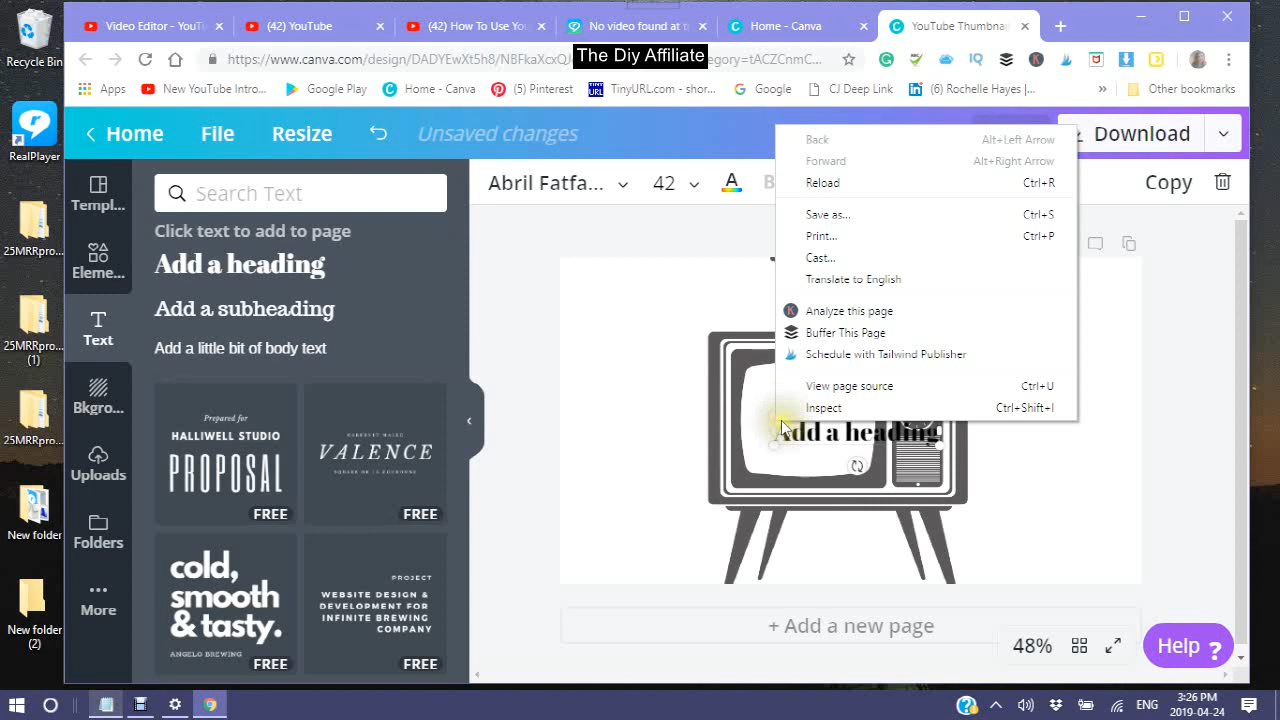 Recycle Bin
RealPlayer
25MRRpro...
25MRRpro...
(1)
25MRRpro...
New folder
New folder
(2)
Video Editor - YouT
(42) YouTube
(42) How To Use You
No video found at t
Home - Canva
YouTube Thumbnai
https://www.canva.com/design/
The Diy Affiliate
Apps
New YouTube Intro...
Google Play
Home - Canva
(5) Pinterest
TinyURL.com - shor...
Google
CJ Deep Link
(6) Rochelle Hayes |...
»
Other bookmarks
Home
File
Resize
Unsaved changes
Download
Templ...
Eleme...
Text
Bkgro...
Uploads
Folders
More
Search Text
Click text to add to page
Add a heading
Add a subheading
Add a little bit of body text
Prepared for
HALLIWELL STUDIO
PROPOSAL
FREE
CABERNET MALEO
VALENCE
FREE
cold,
smooth
& tasty.
ANGELO BREWING
FREE
PROJECT
WEBSITE DESIGN &
DEVELOPMENT FOR
INFINITE BREWING
COMPANY
FREE
Abril Fatfa...
42
A
B
Copy
Back Alt+Left Arrow
Forward Alt+Right Arrow
Reload Ctrl+R
Save as... Ctrl+S
Print... Ctrl+P
Cast...
Translate to English
Analyze this page
Buffer This Page
Schedule with Tailwind Publisher
View page source Ctrl+U
Inspect Ctrl+Shift+I
Add a heading
+ Add a new page
48%
Help ?
ENG
3:26 PM
2019-04-24